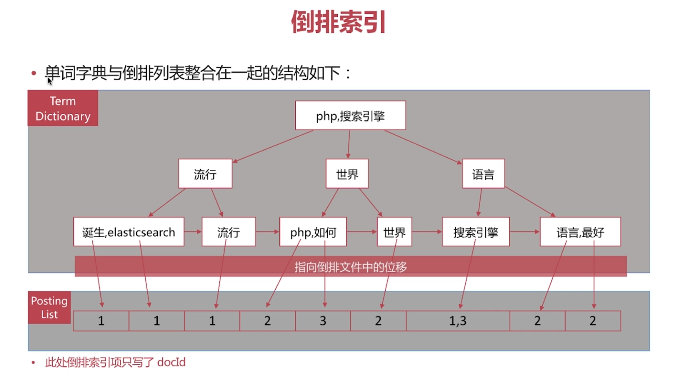 倒排索引
• 单词字典与倒排列表整合在一起的结构如下：
Term
Dictionary
php,搜索引擎
流行 世界 语言
诞生,elasticsearch 流行 php,如何 世界 搜索引擎 语言,最好
指向倒排文件中的位移
Posting
List
1 1 1 2 3 2 1,3 2 2
• 此处倒排索引项只写了 docId